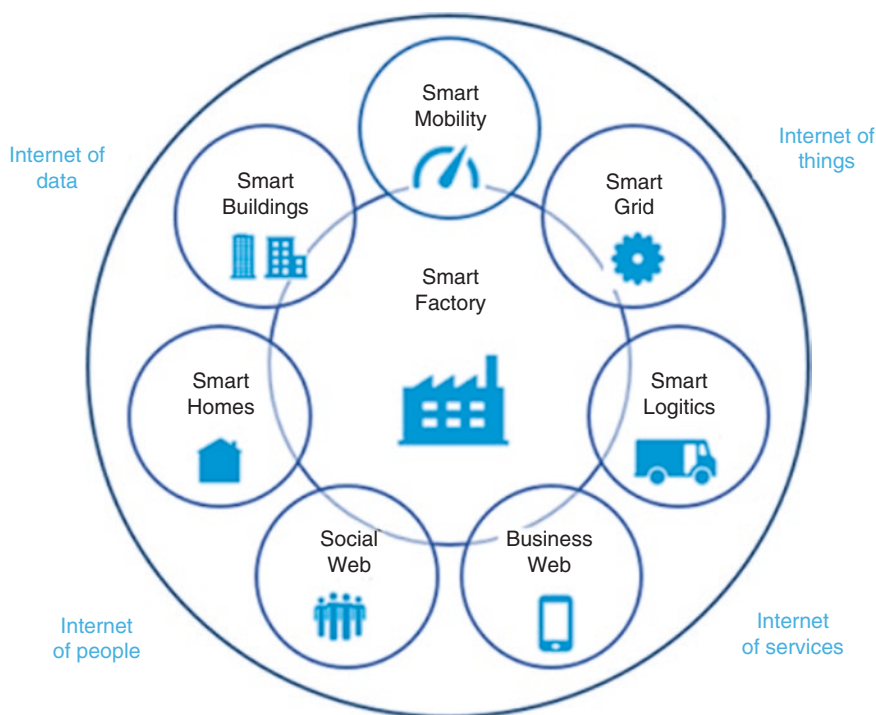 Smart
Mobility
Internet of
data
Internet of
things
Smart
Buildings
Smart
Grid
Smart
Factory
Smart
Homes
Smart
Logitics
Social
Web
Business
Web
Internet
of people
Internet
of services